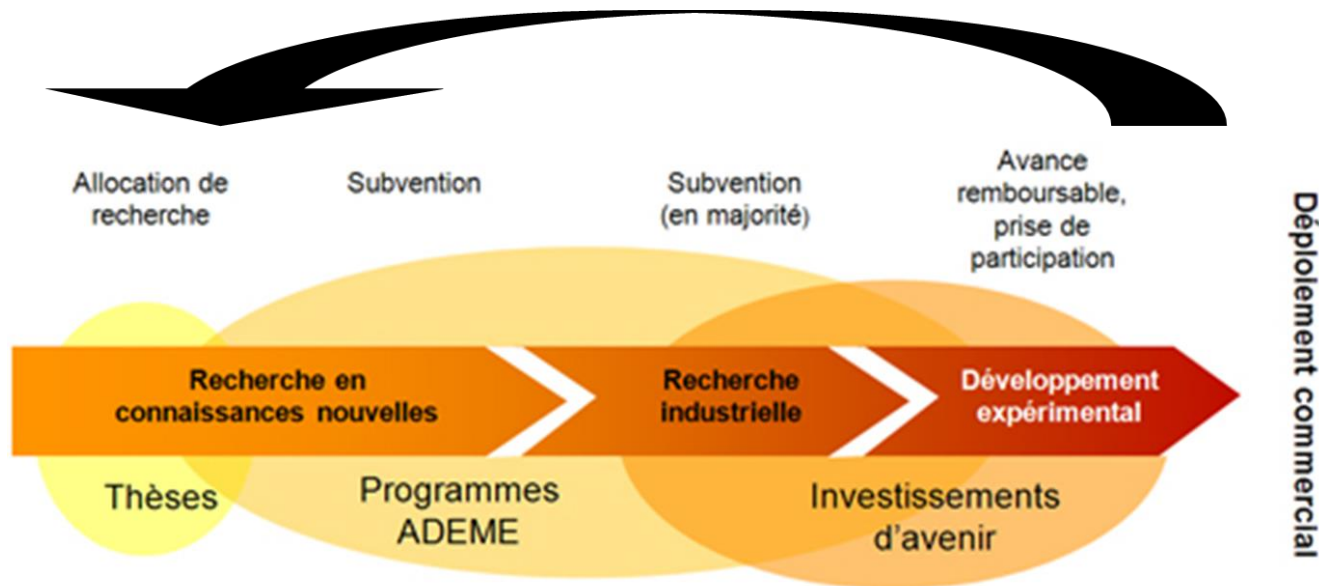 Allocation de
recherche
Subvention
Subvention
(en majorité)
Avance
remboursable,
prise de
participation
Recherche en
connaissances nouvelles
Recherche
industrielle
Développement
expérimental
Thèses
Programmes
ADEME
Investissements
d'avenir
Déplolement commercial